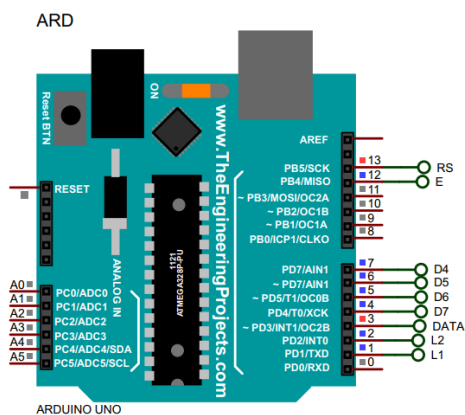 ARD
Reset BTN
ON
www.TheEngineeringProjects.com
RESET
1121
ATMEGA328P-PU
ANALOG IN
AREF
PB5/SCK 13 RS
PB4/MISO 12 E
~ PB3/MOSI/OC2A 11
~ PB2/OC1B 10
~ PB1/OC1A 9
PB0/ICP1/CLKO 8
PD7/AIN1 7 D4
~ PD7/AIN1 6 D5
~ PD5/T1/OC0B 5 D6
PD4/T0/XCK 4 D7
~ PD3/INT1/OC2B 3 DATA
PD2/INT0 2 L2
PD1/TXD 1 L1
PD0/RXD 0
A0 PC0/ADC0
A1 PC1/ADC1
A2 PC2/ADC2
A3 PC3/ADC3
A4 PC4/ADC4/SDA
A5 PC5/ADC5/SCL
ARDUINO UNO